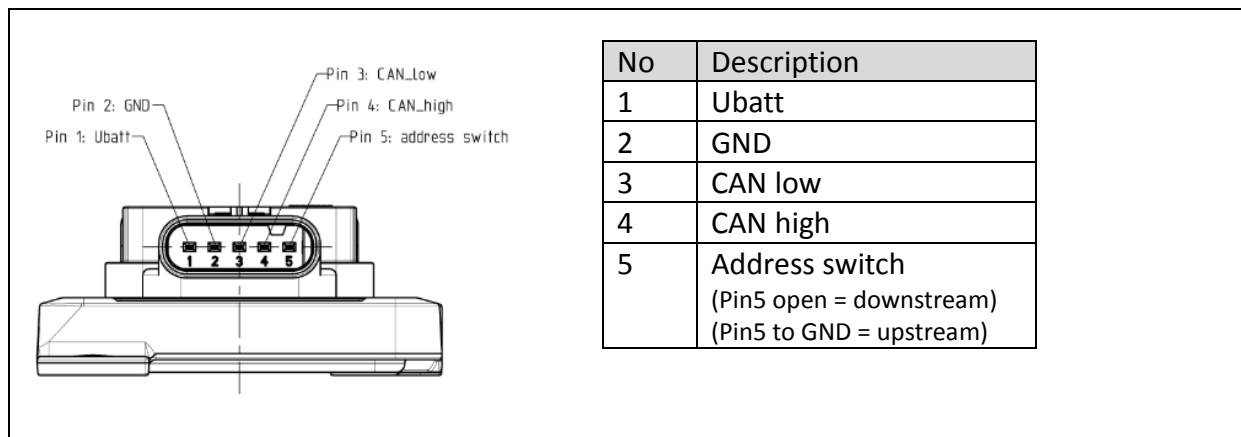 Pin 3: CAN_low
Pin 2: GND
Pin 4: CAN_high
Pin 1: Ubatt
Pin 5: address switch
1 2 3 4 5
No Description
1 Ubatt
2 GND
3 CAN low
4 CAN high
5 Address switch
(Pin5 open = downstream)
(Pin5 to GND = upstream)